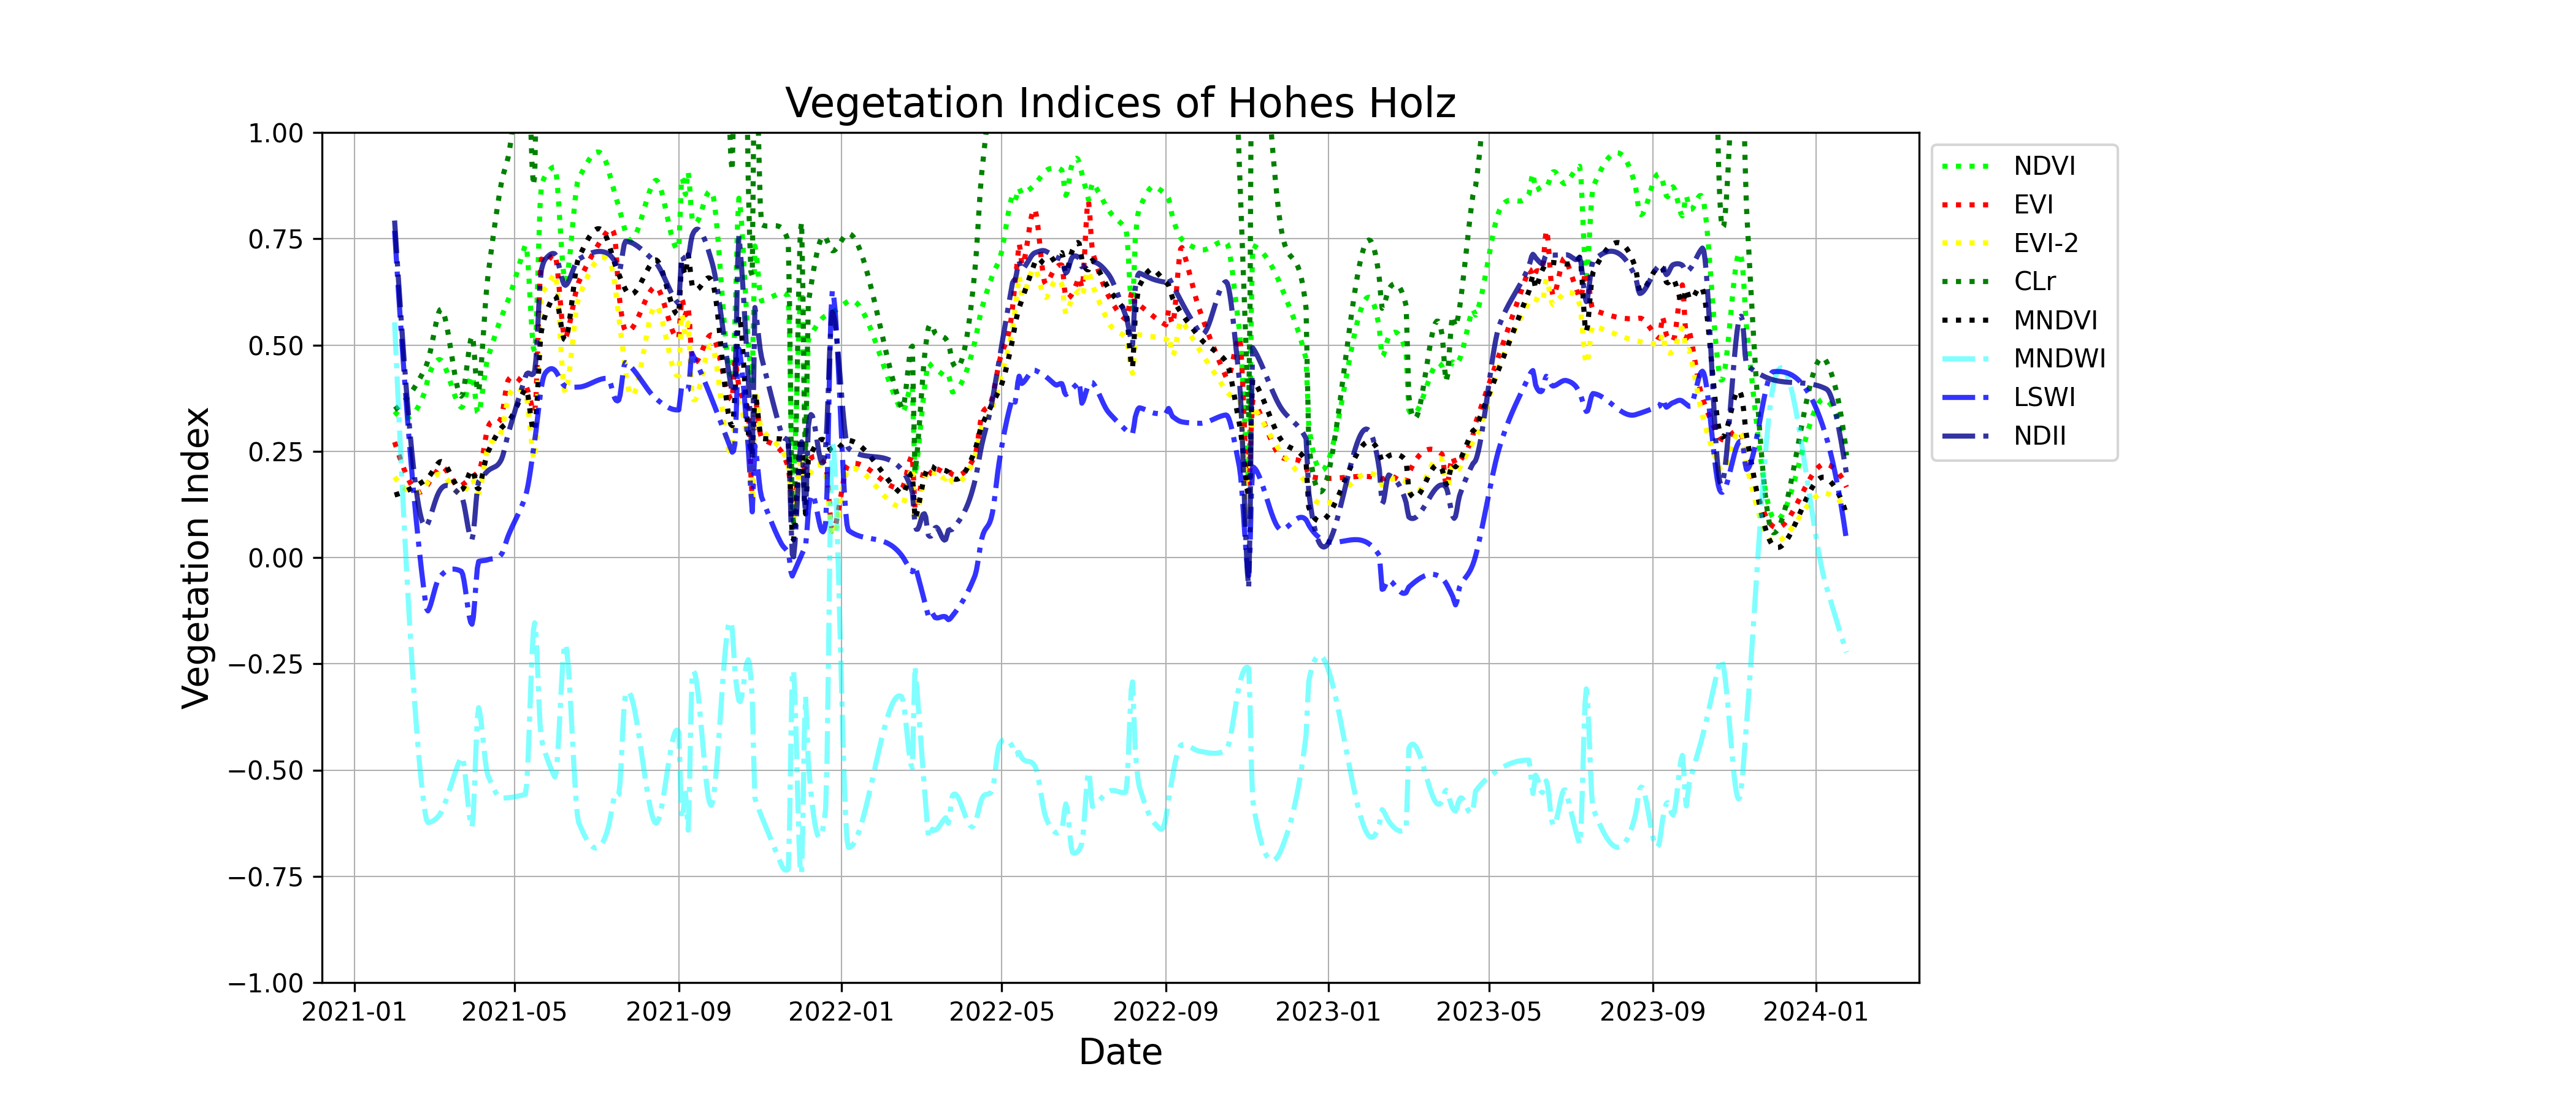 Vegetation Indices of Hohes Holz
1.00
0.75
0.50
0.25
0.00
−0.25
−0.50
−0.75
−1.00
Vegetation Index
2021-01 2021-05 2021-09 2022-01 2022-05 2022-09 2023-01 2023-05 2023-09 2024-01
Date
NDVI
EVI
EVI-2
CLr
MNDVI
MNDWI
LSWI
NDII